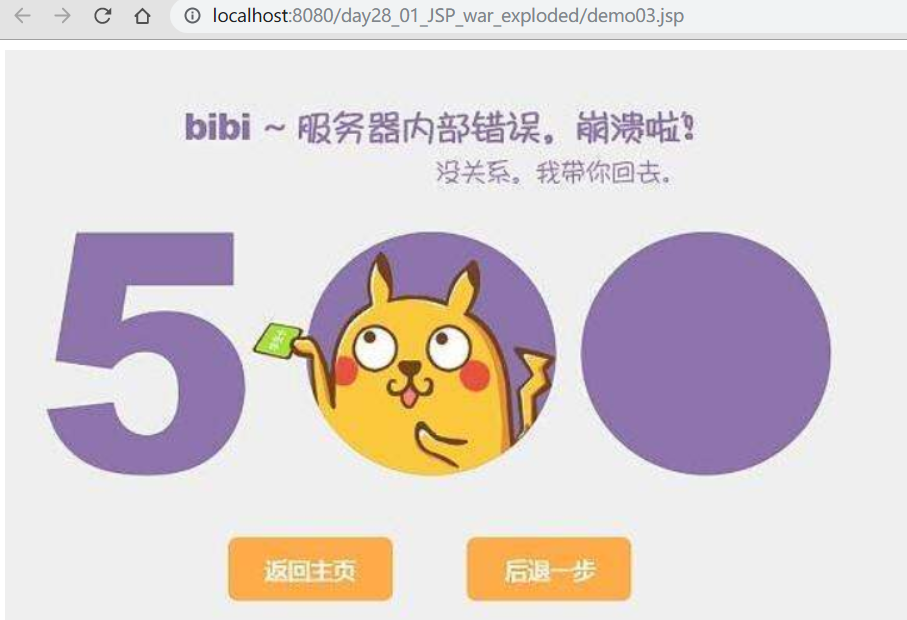 localhost:8080/day28_01_JSP_war_exploded/demo03.jsp
bibi ~ 服务器内部错误。崩溃啦!
没关系。我带你回去。
5
返回主页 后退一步